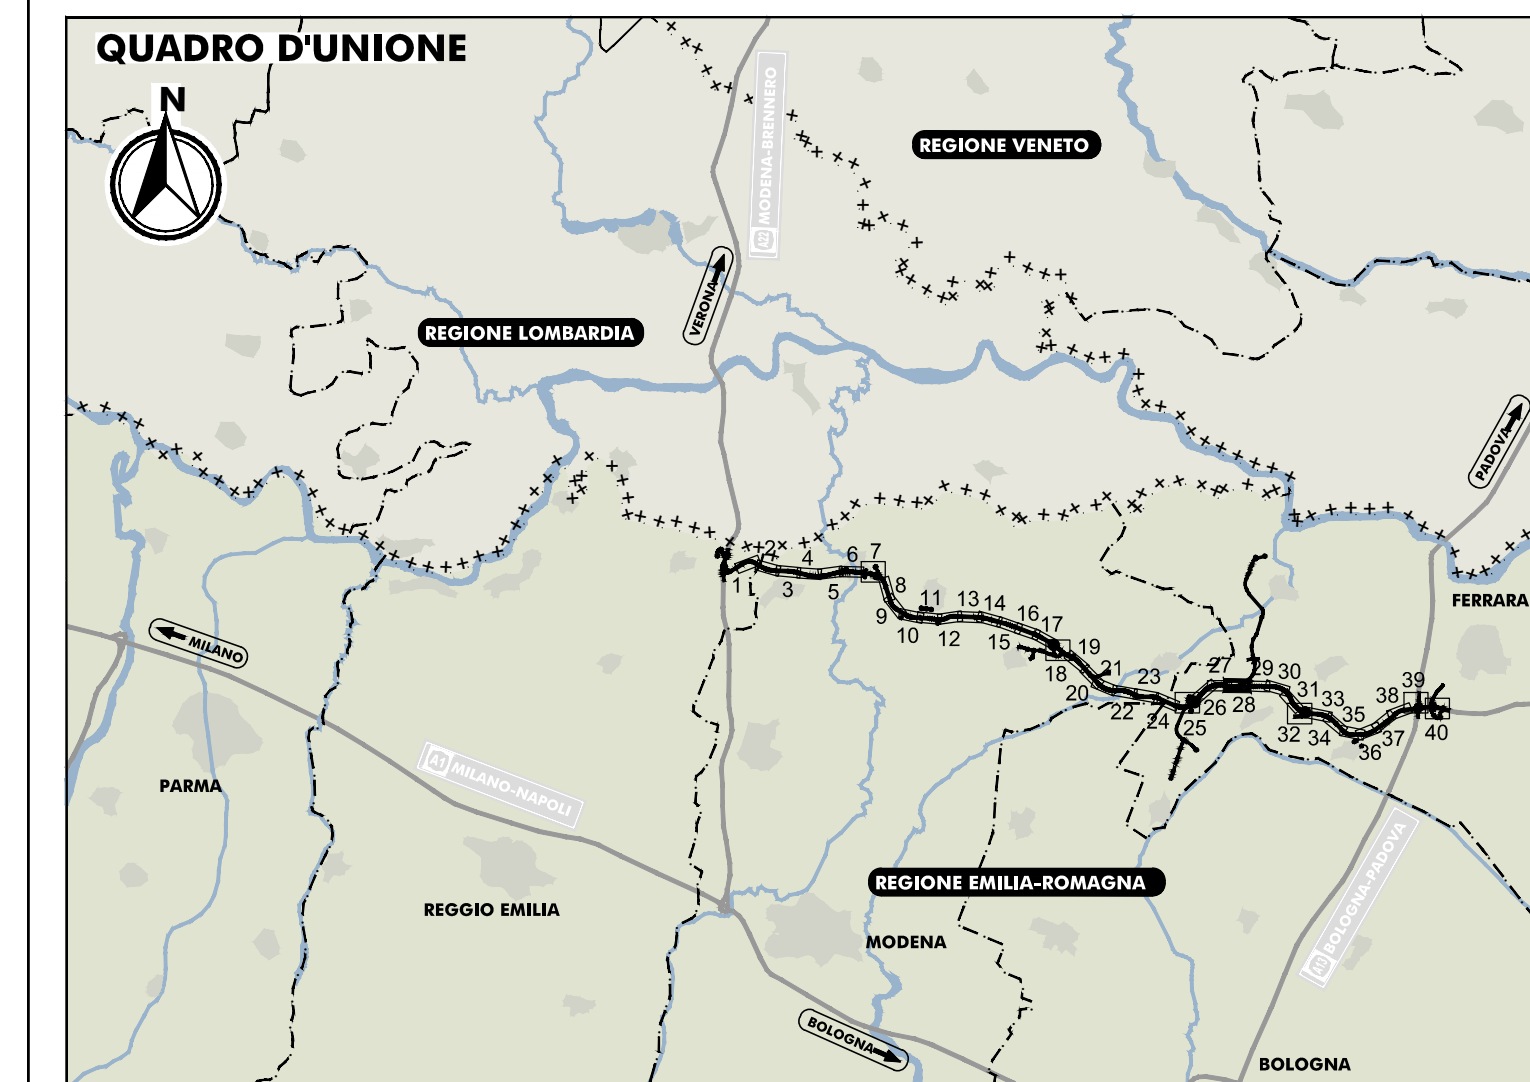 QUADRO D'UNIONE
N
A22 MODENA-BRENNERO
REGIONE VENETO
VERONA
REGIONE LOMBARDIA
PADOVA
1
2
3
4
5
6
7
8
9
10
11
12
13
14
15
16
17
18
19
20
21
22
23
24
25
26
27
28
29
30
31
32
33
34
35
36
37
38
39
40
FERRARA
MILANO
A1 MILANO-NAPOLI
PARMA
REGGIO EMILIA
REGIONE EMILIA-ROMAGNA
MODENA
A13 BOLOGNA-PADOVA
BOLOGNA
BOLOGNA